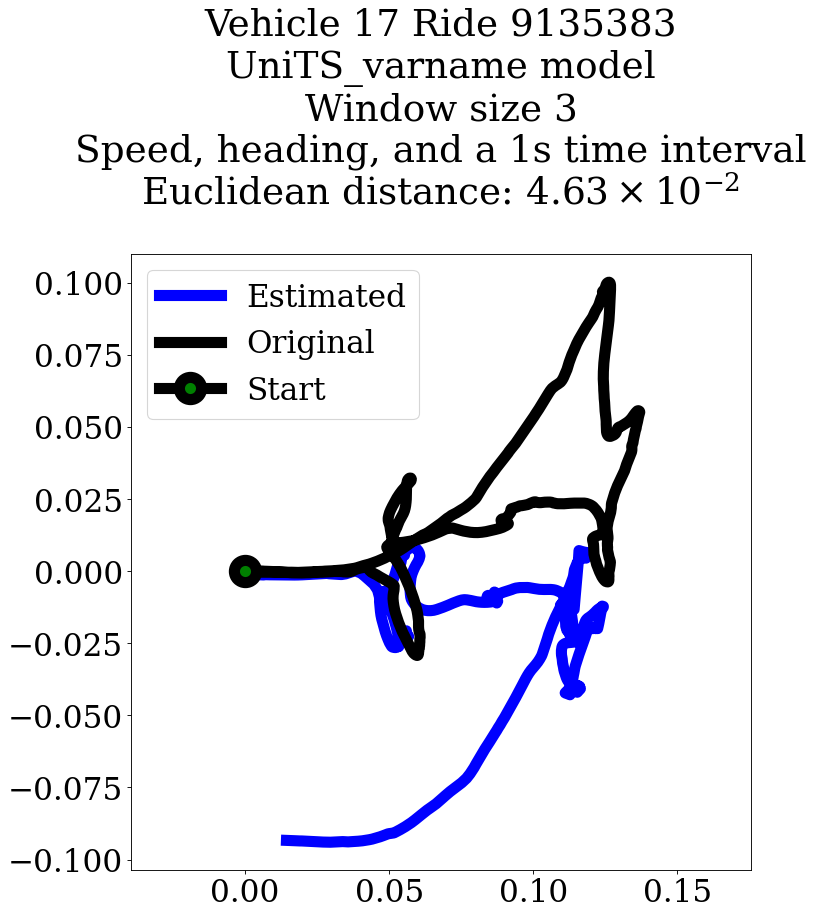 Vehicle 17 Ride 9135383
UniTS_varname model
Window size 3
Speed, heading, and a 1s time interval
Euclidean distance: 4.63 × 10⁻²
Estimated
Original
Start
0.100
0.075
0.050
0.025
0.000
−0.025
−0.050
−0.075
−0.100
0.00 0.05 0.10 0.15